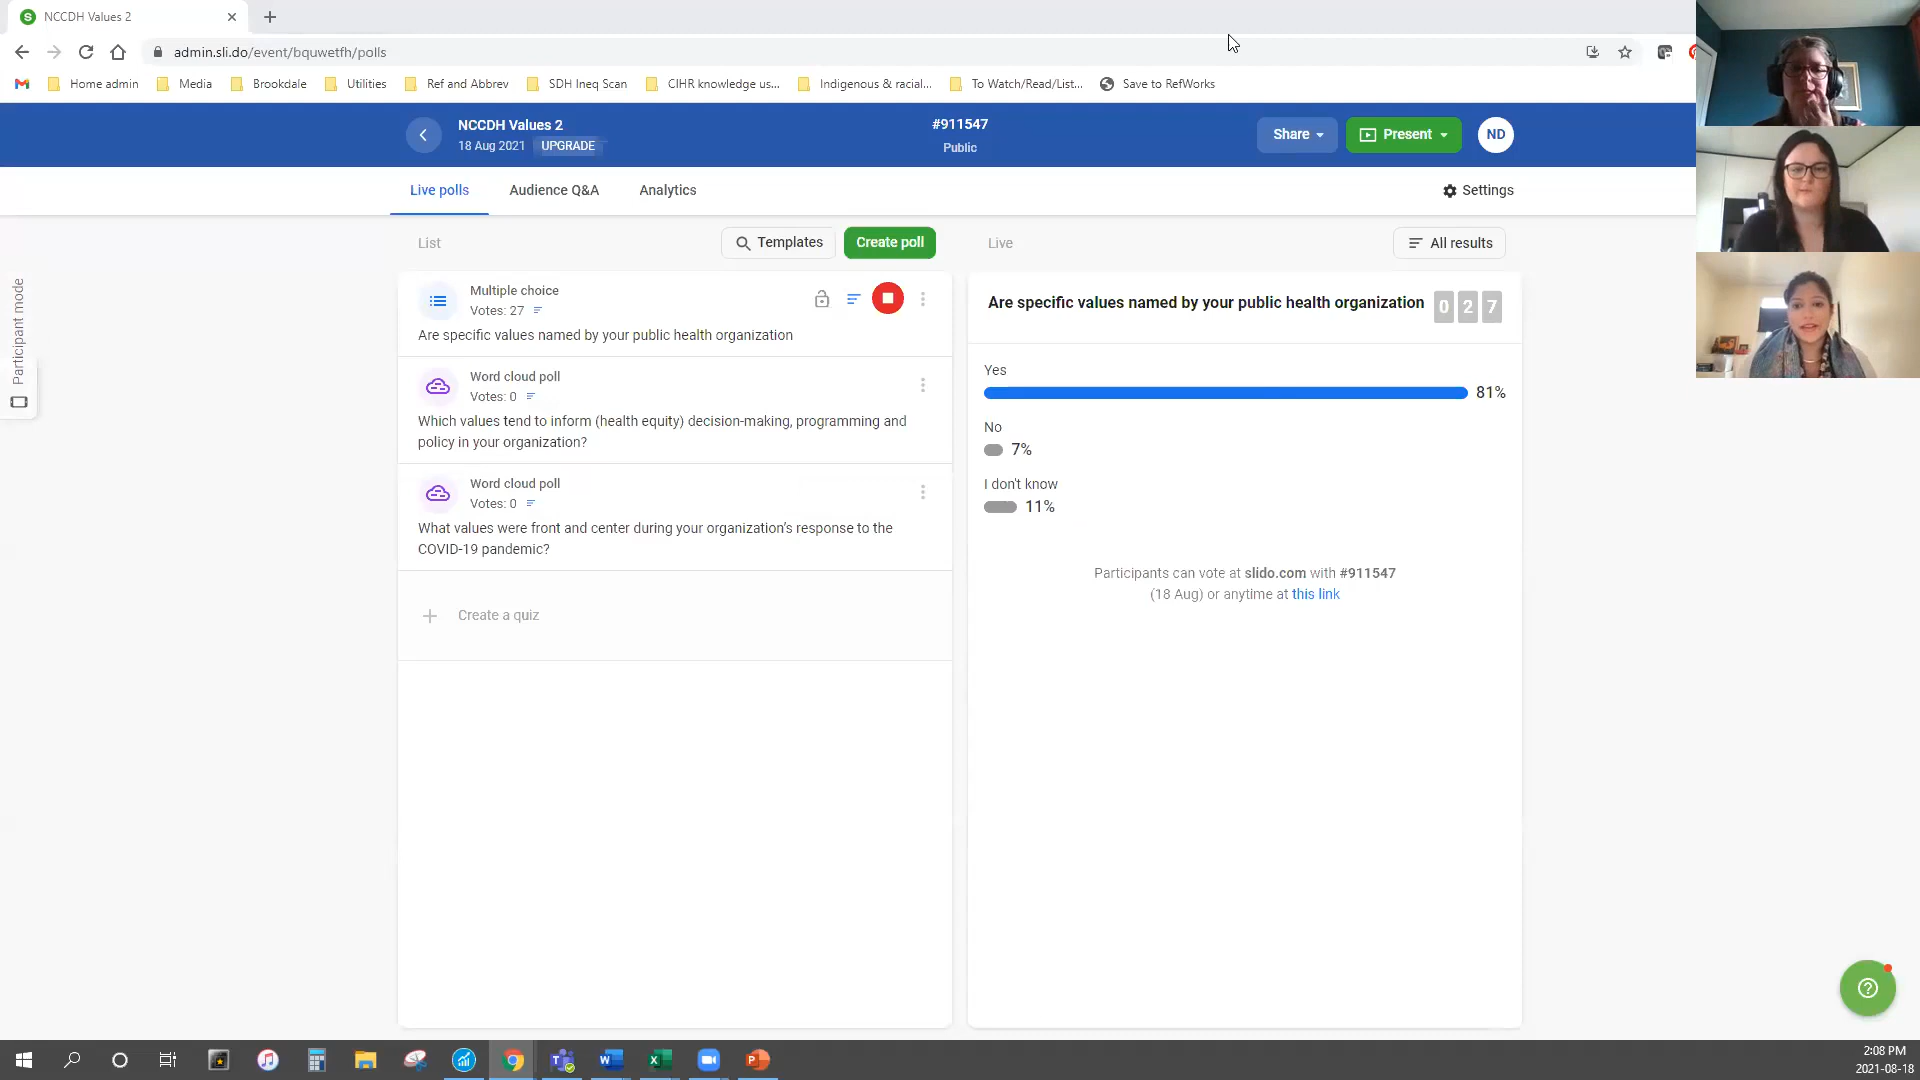 NCCDH Values 2
admin.sli.do/event/bquwetfh/polls
Home admin
Media
Brookdale
Utilities
Ref and Abbrev
SDH Ineq Scan
CIHR knowledge us...
Indigenous & racial...
To Watch/Read/List...
Save to RefWorks
NCCDH Values 2
18 Aug 2021 UPGRADE
#911547
Public
Share
Present
ND
Live polls
Audience Q&A
Analytics
Settings
Participant mode
List
Templates
Create poll
Multiple choice
Votes: 27
Are specific values named by your public health organization
Word cloud poll
Votes: 0
Which values tend to inform (health equity) decision-making, programming and
policy in your organization?
Word cloud poll
Votes: 0
What values were front and center during your organization's response to the
COVID-19 pandemic?
Create a quiz
Live
All results
Are specific values named by your public health organization
027
Yes
81%
No
7%
I don't know
11%
Participants can vote at slido.com with #911547
(18 Aug) or anytime at this link
2:08 PM
2021-08-18